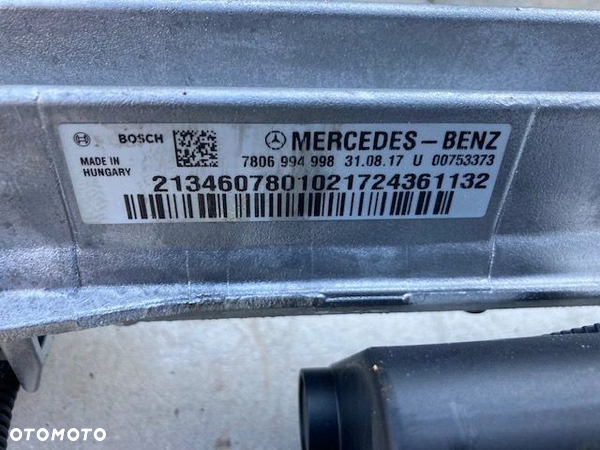 BOSCH
MERCEDES-BENZ
MADE IN
HUNGARY
7806 994 998 31.08.17 U 00753373
2134607801021724361132
OTOMOTO